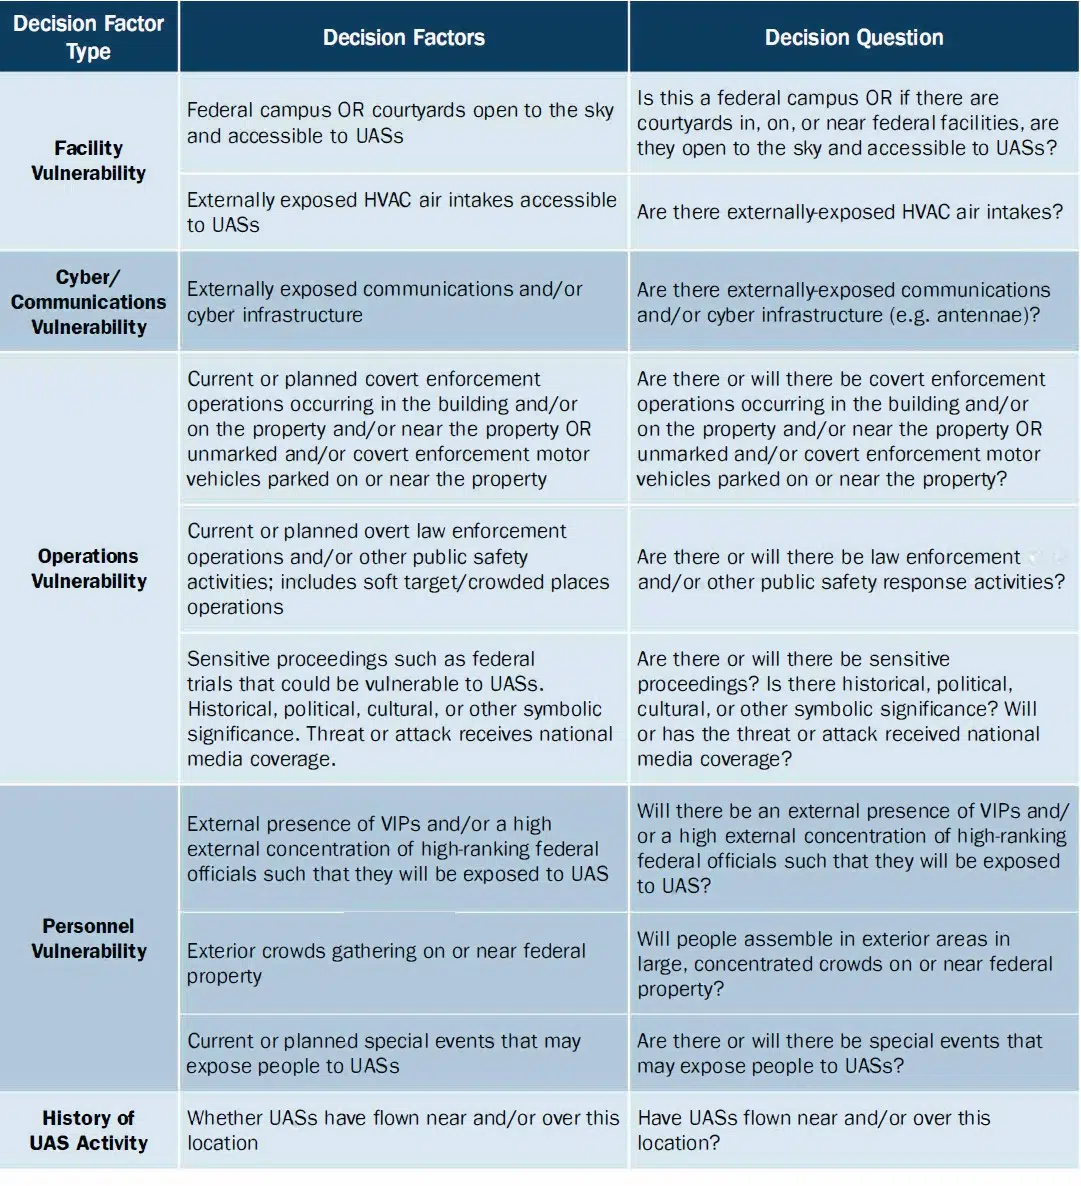 Decision Factor
Type
Decision Factors
Decision Question
Facility
Vulnerability
Federal campus OR courtyards open to the sky
and accessible to UASs
Is this a federal campus OR if there are
courtyards in, on, or near federal facilities, are
they open to the sky and accessible to UASs?
Externally exposed HVAC air intakes accessible
to UASs
Are there externally-exposed HVAC air intakes?
Cyber/
Communications
Vulnerability
Externally exposed communications and/or
cyber infrastructure
Are there externally-exposed communications
and/or cyber infrastructure (e.g. antennae)?
Operations
Vulnerability
Current or planned covert enforcement
operations occurring in the building and/or
on the property and/or near the property OR
unmarked and/or covert enforcement motor
vehicles parked on or near the property
Are there or will there be covert enforcement
operations occurring in the building and/or
on the property and/or near the property OR
unmarked and/or covert enforcement motor
vehicles parked on or near the property?
Current or planned overt law enforcement
operations and/or other public safety
activities; includes soft target/crowded places
operations
Are there or will there be law enforcement
and/or other public safety response activities?
Sensitive proceedings such as federal
trials that could be vulnerable to UASs.
Historical, political, cultural, or other symbolic
significance. Threat or attack receives national
media coverage.
Are there or will there be sensitive
proceedings? Is there historical, political,
cultural, or other symbolic significance? Will
or has the threat or attack received national
media coverage?
Personnel
Vulnerability
External presence of VIPs and/or a high
external concentration of high-ranking federal
officials such that they will be exposed to UAS
Will there be an external presence of VIPs and/
or a high external concentration of high-ranking
federal officials such that they will be exposed
to UAS?
Exterior crowds gathering on or near federal
property
Will people assemble in exterior areas in
large, concentrated crowds on or near federal
property?
Current or planned special events that may
expose people to UASs
Are there or will there be special events that
may expose people to UASs?
History of
UAS Activity
Whether UASs have flown near and/or over this
location
Have UASs flown near and/or over this
location?